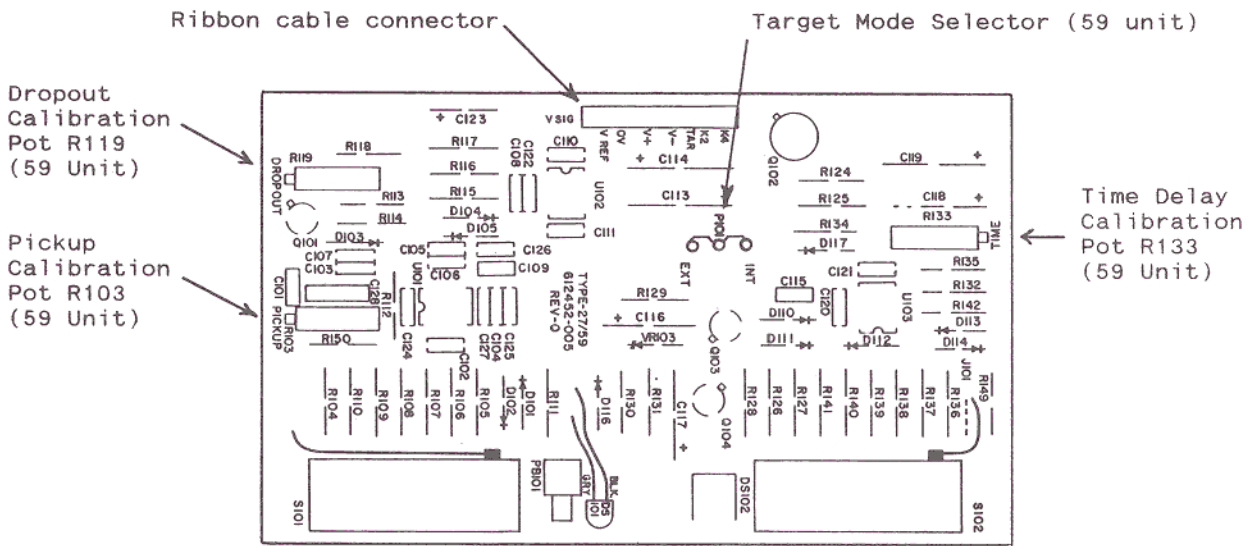 Ribbon cable connector
Target Mode Selector (59 unit)
Dropout
Calibration
Pot R119
(59 Unit)
Pickup
Calibration
Pot R103
(59 Unit)
Time Delay
Calibration
Pot R133
(59 Unit)
C123
V SIG
V REF
OV
V+
V-
TAR
K2
K4
R119
R118
R117
C108
C122
C110
C114
Q102
C119
DROPOUT
R116
U102
R124
R113
R115
C113
R125
C118
R114
D104
P101
R134
R133
TIME
Q101
D103
D105
C111
D117
C107
C105
C126
C103
C106
C109
EXT
INT
C121
R135
C101
C128
R112
U101
TYPE-27/59
612452-005
REV-0
R129
C115
C120
U103
R132
PICKUP
R142
C116
D110
D113
R103
R150
C124
C102
C127
C104
C125
VR103
Q103
D111
D112
D114
J101
R104
R110
R109
R108
R107
R106
R105
D102
D101
R111
D116
R130
R131
C117
Q104
R128
R126
R127
R141
R140
R139
R138
R137
R136
R149
S101
PB101
GRY
BLK
DS
101
DS102
S102